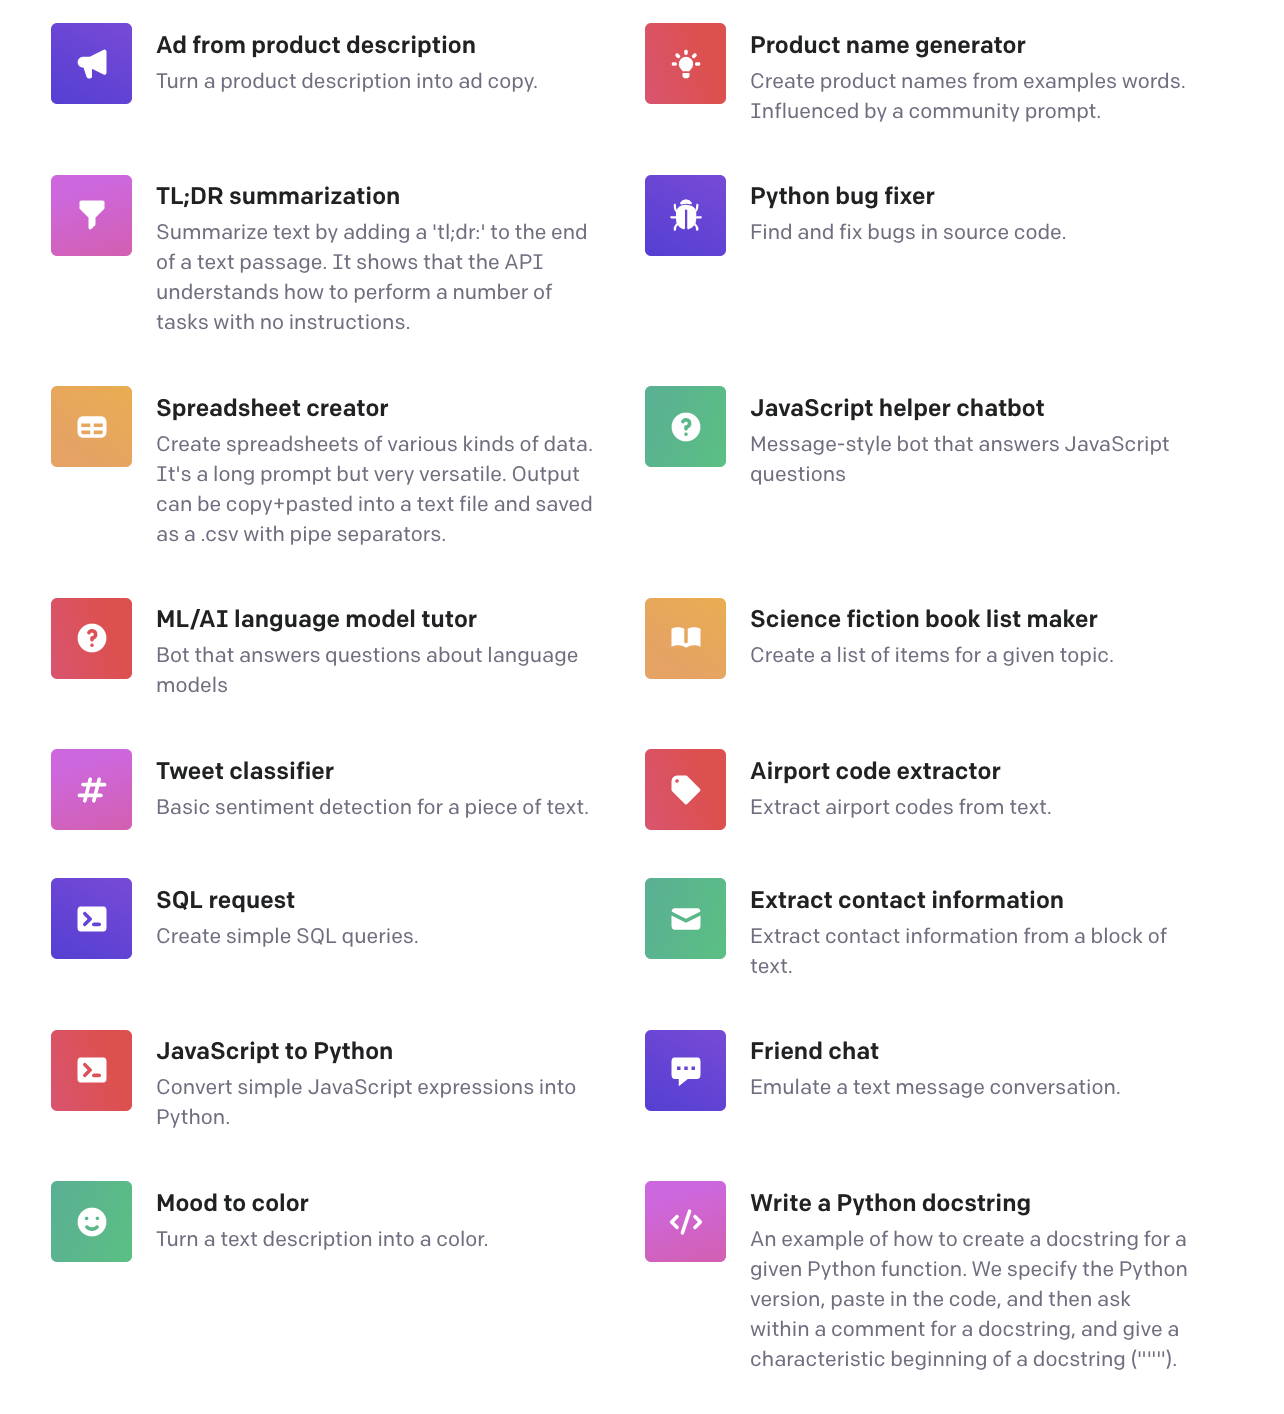 Ad from product description
Turn a product description into ad copy.
Product name generator
Create product names from examples words.
Influenced by a community prompt.
TL;DR summarization
Summarize text by adding a 'tl;dr:' to the end
of a text passage. It shows that the API
understands how to perform a number of
tasks with no instructions.
Python bug fixer
Find and fix bugs in source code.
Spreadsheet creator
Create spreadsheets of various kinds of data.
It's a long prompt but very versatile. Output
can be copy+pasted into a text file and saved
as a .csv with pipe separators.
JavaScript helper chatbot
Message-style bot that answers JavaScript
questions
ML/AI language model tutor
Bot that answers questions about language
models
Science fiction book list maker
Create a list of items for a given topic.
Tweet classifier
Basic sentiment detection for a piece of text.
Airport code extractor
Extract airport codes from text.
SQL request
Create simple SQL queries.
Extract contact information
Extract contact information from a block of
text.
JavaScript to Python
Convert simple JavaScript expressions into
Python.
Friend chat
Emulate a text message conversation.
Mood to color
Turn a text description into a color.
Write a Python docstring
An example of how to create a docstring for a
given Python function. We specify the Python
version, paste in the code, and then ask
within a comment for a docstring, and give a
characteristic beginning of a docstring (""").